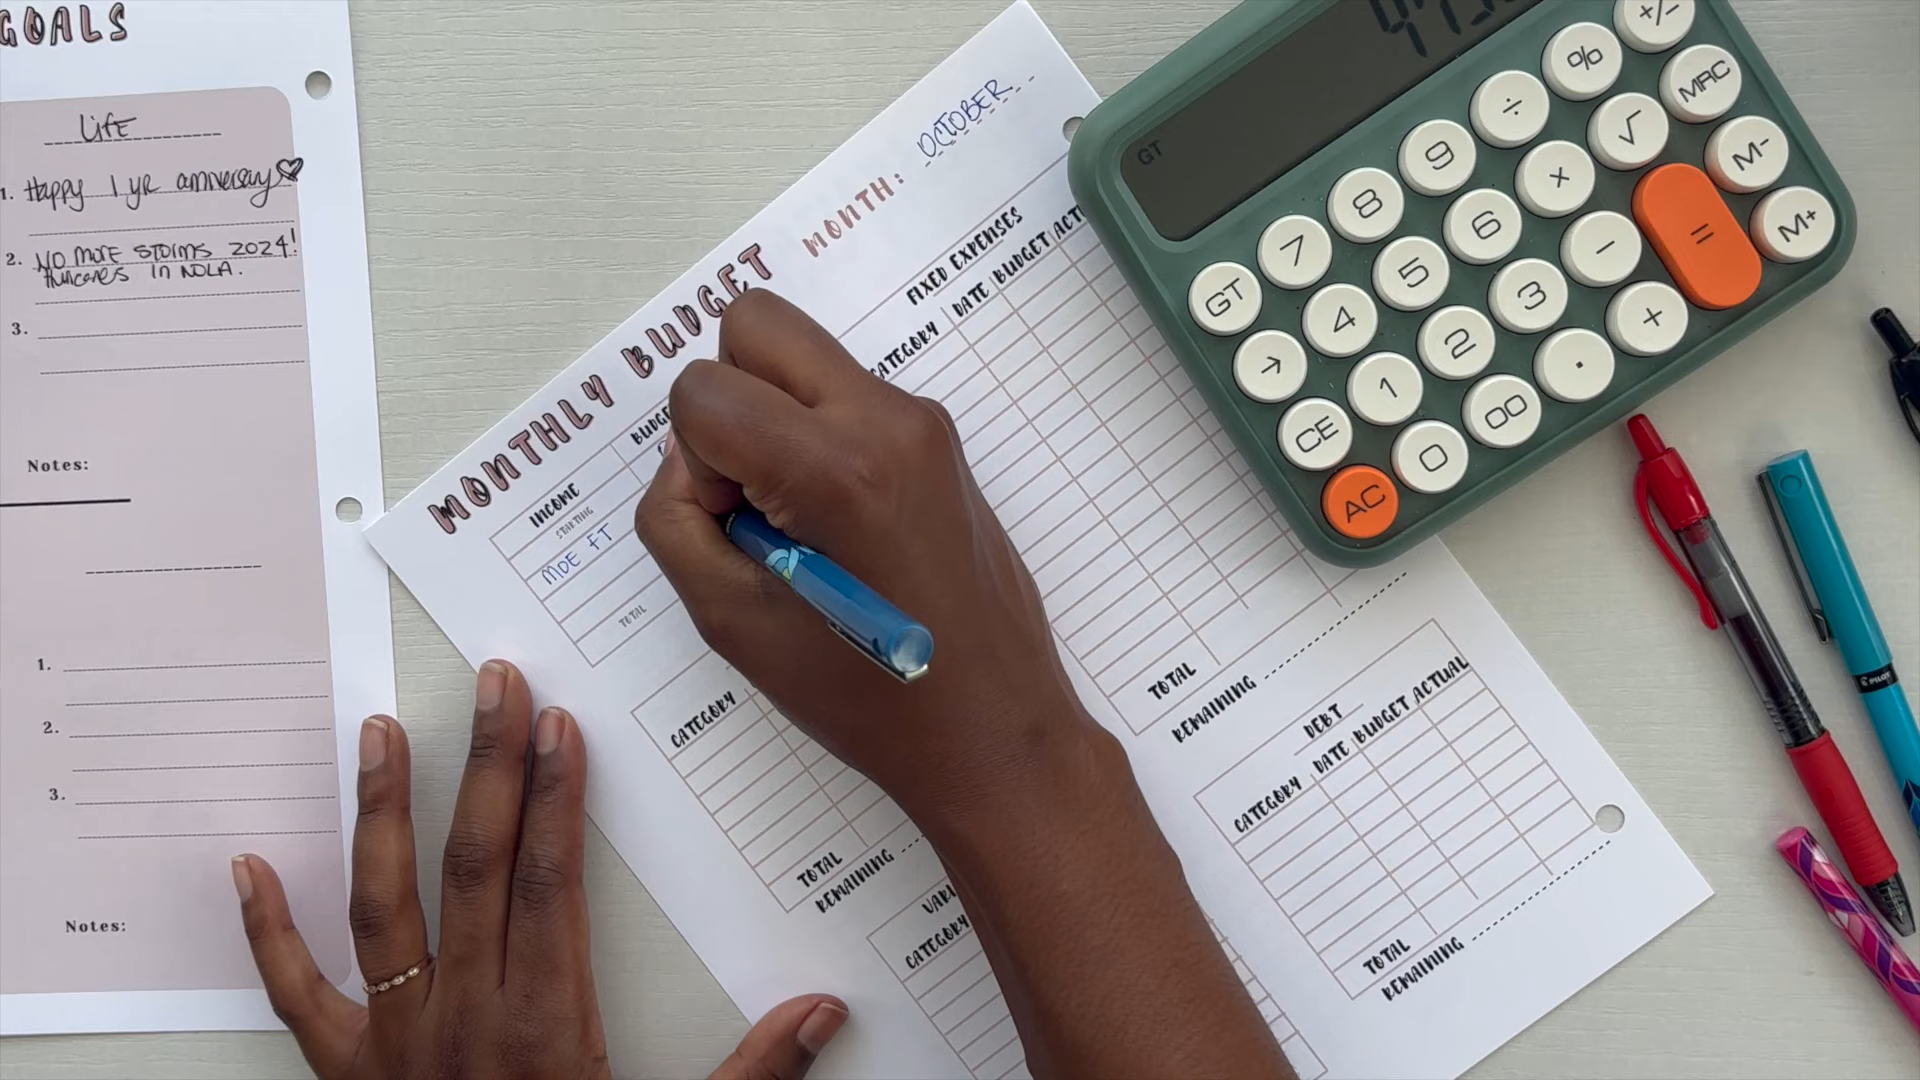 GOALS
Life
1. Happy 1 yr anniversary
2. NO MORE STORMS 2024!
Hurricanes in NOLA.
3.
Notes:
1.
2.
3.
Notes:
MONTHLY BUDGET
MONTH: OCTOBER
INCOME
STARTING
MOE FT
TOTAL
FIXED EXPENSES
CATEGORY DATE BUDGET
CATEGORY
TOTAL
REMAINING
TOTAL
REMAINING
CATEGORY
DEBT
CATEGORY DATE BUDGET ACTUAL
TOTAL
REMAINING
GT
% +/-
7 8 9 ÷ √ MRC
GT 4 5 6 × M-
→ 1 2 3 − = M+
CE 0 00 . +
AC
PILOT